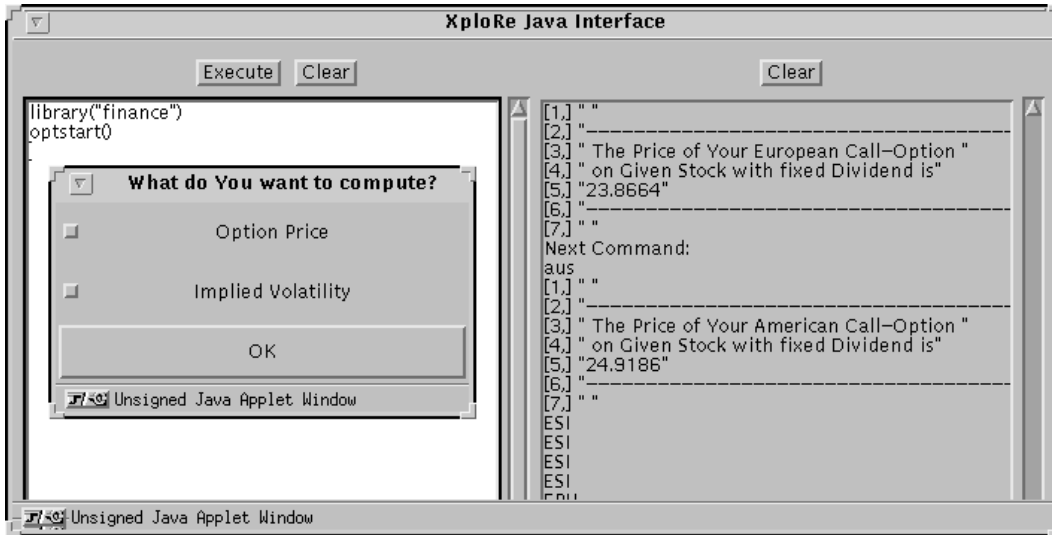 XploRe Java Interface
Execute Clear
library("finance")
optstart()
What do You want to compute?
Option Price
Implied Volatility
OK
Unsigned Java Applet Window
Clear
[1,] " "
[2,] "--------------------------------------------
[3,] " The Price of Your European Call-Option "
[4,] " on Given Stock with fixed Dividend is"
[5,] "23.8664"
[6,] "--------------------------------------------
[7,] " "
Next Command:
aus
[1,] " "
[2,] "--------------------------------------------
[3,] " The Price of Your American Call-Option "
[4,] " on Given Stock with fixed Dividend is"
[5,] "24.9186"
[6,] "--------------------------------------------
[7,] " "
ESI
ESI
ESI
ESI
Unsigned Java Applet Window